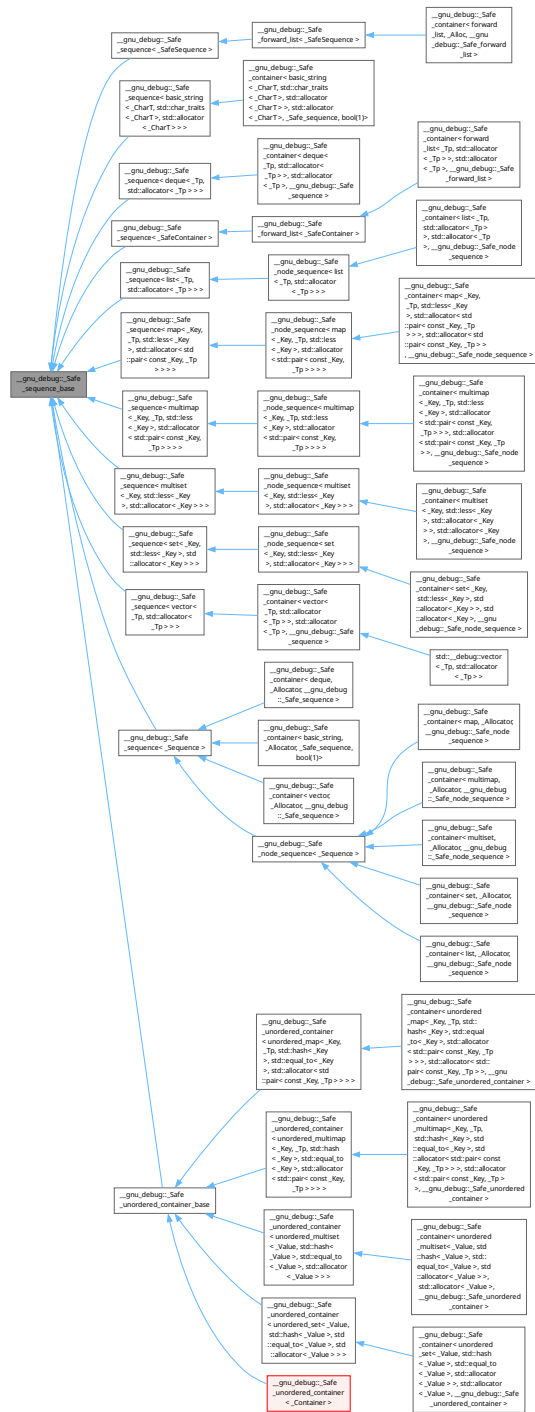 __gnu_debug::_Safe
_sequence_base
__gnu_debug::_Safe
_sequence< _SafeSequence >
__gnu_debug::_Safe
_forward_list< _SafeSequence >
__gnu_debug::_Safe
_container< forward
_list, _Alloc, __gnu
_debug::_Safe_forward
_list >
__gnu_debug::_Safe
_sequence< basic_string
< _CharT, std::char_traits
< _CharT >, std::allocator
< _CharT > > >
__gnu_debug::_Safe
_container< basic_string
< _CharT, std::char_traits
< _CharT >, std::allocator
< _CharT > >, std::allocator
< _CharT >, _Safe_sequence, bool(1)>
__gnu_debug::_Safe
_sequence< deque< _Tp,
std::allocator< _Tp > > >
__gnu_debug::_Safe
_container< deque<
_Tp, std::allocator<
_Tp > >, std::allocator
< _Tp >, __gnu_debug::_Safe
_sequence >
__gnu_debug::_Safe
_sequence< _SafeContainer >
__gnu_debug::_Safe
_forward_list< _SafeContainer >
__gnu_debug::_Safe
_container< forward
_list< _Tp, std::allocator
< _Tp > >, std::allocator
< _Tp >, __gnu_debug::_Safe
_forward_list >
__gnu_debug::_Safe
_sequence< list< _Tp,
std::allocator< _Tp > > >
__gnu_debug::_Safe
_node_sequence< list
< _Tp, std::allocator
< _Tp > > >
__gnu_debug::_Safe
_container< list< _Tp,
std::allocator< _Tp >
>, std::allocator< _Tp
>, __gnu_debug::_Safe_node
_sequence >
__gnu_debug::_Safe
_sequence< map< _Key,
_Tp, std::less< _Key
>, std::allocator< std
::pair< const _Key, _Tp
> > > >
__gnu_debug::_Safe
_node_sequence< map
< _Key, _Tp, std::less
< _Key >, std::allocator
< std::pair< const _Key,
_Tp > > > >
__gnu_debug::_Safe
_container< map< _Key,
_Tp, std::less< _Key
>, std::allocator< std
::pair< const _Key, _Tp
> > >, std::allocator< std
::pair< const _Key, _Tp > >
, __gnu_debug::_Safe_node_sequence >
__gnu_debug::_Safe
_sequence< multimap
< _Key, _Tp, std::less
< _Key >, std::allocator
< std::pair< const _Key,
_Tp > > > >
__gnu_debug::_Safe
_node_sequence< multimap
< _Key, _Tp, std::less
< _Key >, std::allocator
< std::pair< const _Key,
_Tp > > > >
__gnu_debug::_Safe
_container< multimap
< _Key, _Tp, std::less
< _Key >, std::allocator
< std::pair< const _Key,
_Tp > > >, std::allocator
< std::pair< const _Key, _Tp
> >, __gnu_debug::_Safe_node
_sequence >
__gnu_debug::_Safe
_sequence< multiset
< _Key, std::less< _Key
>, std::allocator< _Key > > >
__gnu_debug::_Safe
_node_sequence< multiset
< _Key, std::less< _Key
>, std::allocator< _Key > > >
__gnu_debug::_Safe
_container< multiset
< _Key, std::less< _Key
>, std::allocator< _Key
> >, std::allocator< _Key
>, __gnu_debug::_Safe_node
_sequence >
__gnu_debug::_Safe
_sequence< set< _Key,
std::less< _Key >, std
::allocator< _Key > > >
__gnu_debug::_Safe
_node_sequence< set
< _Key, std::less< _Key
>, std::allocator< _Key > > >
__gnu_debug::_Safe
_container< set< _Key,
std::less< _Key >, std
::allocator< _Key > >, std
::allocator< _Key >, __gnu
_debug::_Safe_node_sequence >
__gnu_debug::_Safe
_sequence< vector<
_Tp, std::allocator<
_Tp > > >
__gnu_debug::_Safe
_container< vector<
_Tp, std::allocator
< _Tp > >, std::allocator
< _Tp >, __gnu_debug::_Safe
_sequence >
std::__debug::vector
< _Tp, std::allocator
< _Tp > >
__gnu_debug::_Safe
_sequence< _Sequence >
__gnu_debug::_Safe
_container< deque,
_Allocator, __gnu_debug
::_Safe_sequence >
__gnu_debug::_Safe
_container< basic_string,
_Allocator, _Safe_sequence,
bool(1)>
__gnu_debug::_Safe
_container< vector,
_Allocator, __gnu_debug
::_Safe_sequence >
__gnu_debug::_Safe
_node_sequence< _Sequence >
__gnu_debug::_Safe
_container< map, _Allocator,
__gnu_debug::_Safe_node
_sequence >
__gnu_debug::_Safe
_container< multimap,
_Allocator, __gnu_debug
::_Safe_node_sequence >
__gnu_debug::_Safe
_container< multiset,
_Allocator, __gnu_debug
::_Safe_node_sequence >
__gnu_debug::_Safe
_container< set, _Allocator,
__gnu_debug::_Safe_node
_sequence >
__gnu_debug::_Safe
_container< list, _Allocator,
__gnu_debug::_Safe_node
_sequence >
__gnu_debug::_Safe
_unordered_container_base
__gnu_debug::_Safe
_unordered_container
< unordered_map< _Key,
_Tp, std::hash< _Key
>, std::equal_to< _Key
>, std::allocator< std
::pair< const _Key, _Tp > > > >
__gnu_debug::_Safe
_container< unordered
_map< _Key, _Tp, std::
hash< _Key >, std::equal
_to< _Key >, std::allocator
< std::pair< const _Key, _Tp
> > >, std::allocator< std::
pair< const _Key, _Tp > >, __gnu
_debug::_Safe_unordered_container >
__gnu_debug::_Safe
_unordered_container
< unordered_multimap
< _Key, _Tp, std::hash
< _Key >, std::equal_to
< _Key >, std::allocator
< std::pair< const _Key,
_Tp > > > >
__gnu_debug::_Safe
_container< unordered
_multimap< _Key, _Tp,
std::hash< _Key >, std
::equal_to< _Key >, std
::allocator< std::pair< const
_Key, _Tp > > >, std::allocator
< std::pair< const _Key, _Tp >
>, __gnu_debug::_Safe_unordered
_container >
__gnu_debug::_Safe
_unordered_container
< unordered_multiset
< _Value, std::hash<
_Value >, std::equal_to
< _Value >, std::allocator
< _Value > > >
__gnu_debug::_Safe
_container< unordered
_multiset< _Value, std
::hash< _Value >, std::
equal_to< _Value >, std
::allocator< _Value > >,
std::allocator< _Value >,
__gnu_debug::_Safe_unordered
_container >
__gnu_debug::_Safe
_unordered_container
< unordered_set< _Value,
std::hash< _Value >, std
::equal_to< _Value >, std
::allocator< _Value > > >
__gnu_debug::_Safe
_container< unordered
_set< _Value, std::hash
< _Value >, std::equal_to
< _Value >, std::allocator
< _Value > >, std::allocator
< _Value >, __gnu_debug::_Safe
_unordered_container >
__gnu_debug::_Safe
_unordered_container
< _Container >